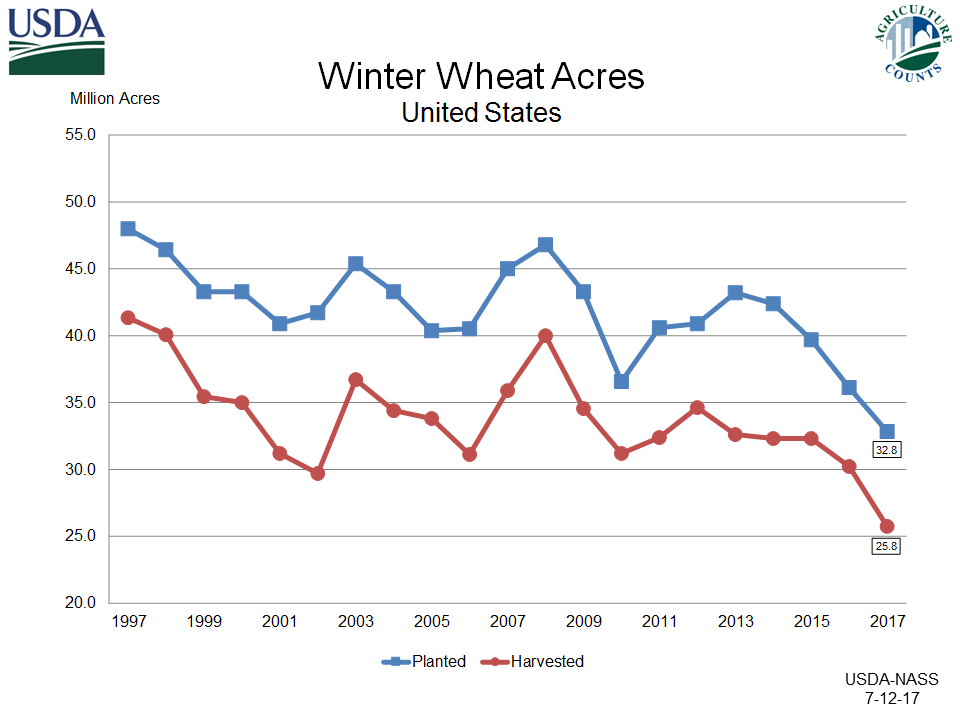 USDA
AGRICULTURE
COUNTS
Winter Wheat Acres
United States
Million Acres
55.0
50.0
45.0
40.0
35.0
30.0
25.0
20.0
32.8
25.8
1997 1999 2001 2003 2005 2007 2009 2011 2013 2015 2017
Planted Harvested
USDA-NASS
7-12-17